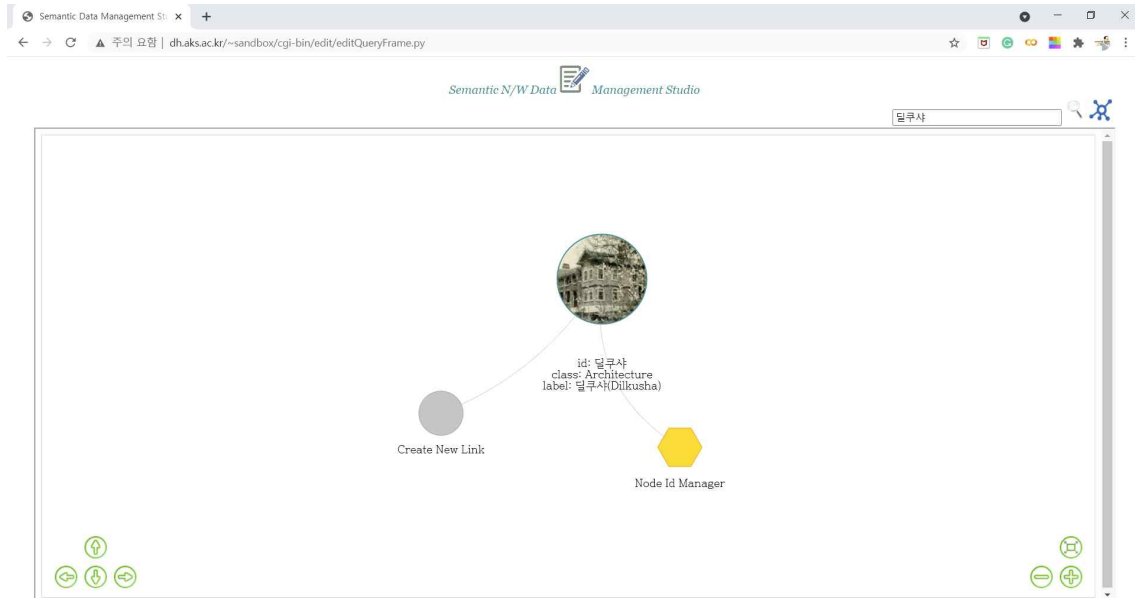 Semantic Data Management St
주의 요함 | dh.aks.ac.kr/~sandbox/cgi-bin/edit/editQueryFrame.py
Semantic N/W Data Management Studio
딜쿠샤
id: 딜쿠샤
class: Architecture
label: 딜쿠샤(Dilkusha)
Create New Link
Node Id Manager